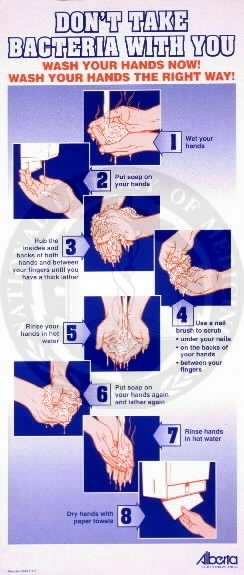 DON'T TAKE
BACTERIA WITH YOU
WASH YOUR HANDS NOW!
WASH YOUR HANDS THE RIGHT WAY!
1 Wet your
hands
2 Put soap on
your hands
3 Rub the
insides and
backs of both
hands and between
your fingers until you
have a thick lather
4 Use a nail
brush to scrub
• under your nails
• on the backs of
your hands
• between your
fingers
5 Rinse your
hands in hot
water
6 Put soap on
your hands again
and lather again
7 Rinse hands
in hot water
8 Dry hands with
paper towels
Alberta